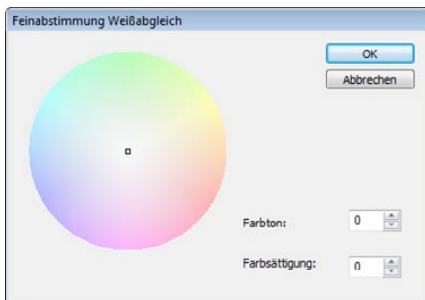 Feinabstimmung Weißabgleich
OK
Abbrechen
Farbton: 0
Farbsättigung: 0